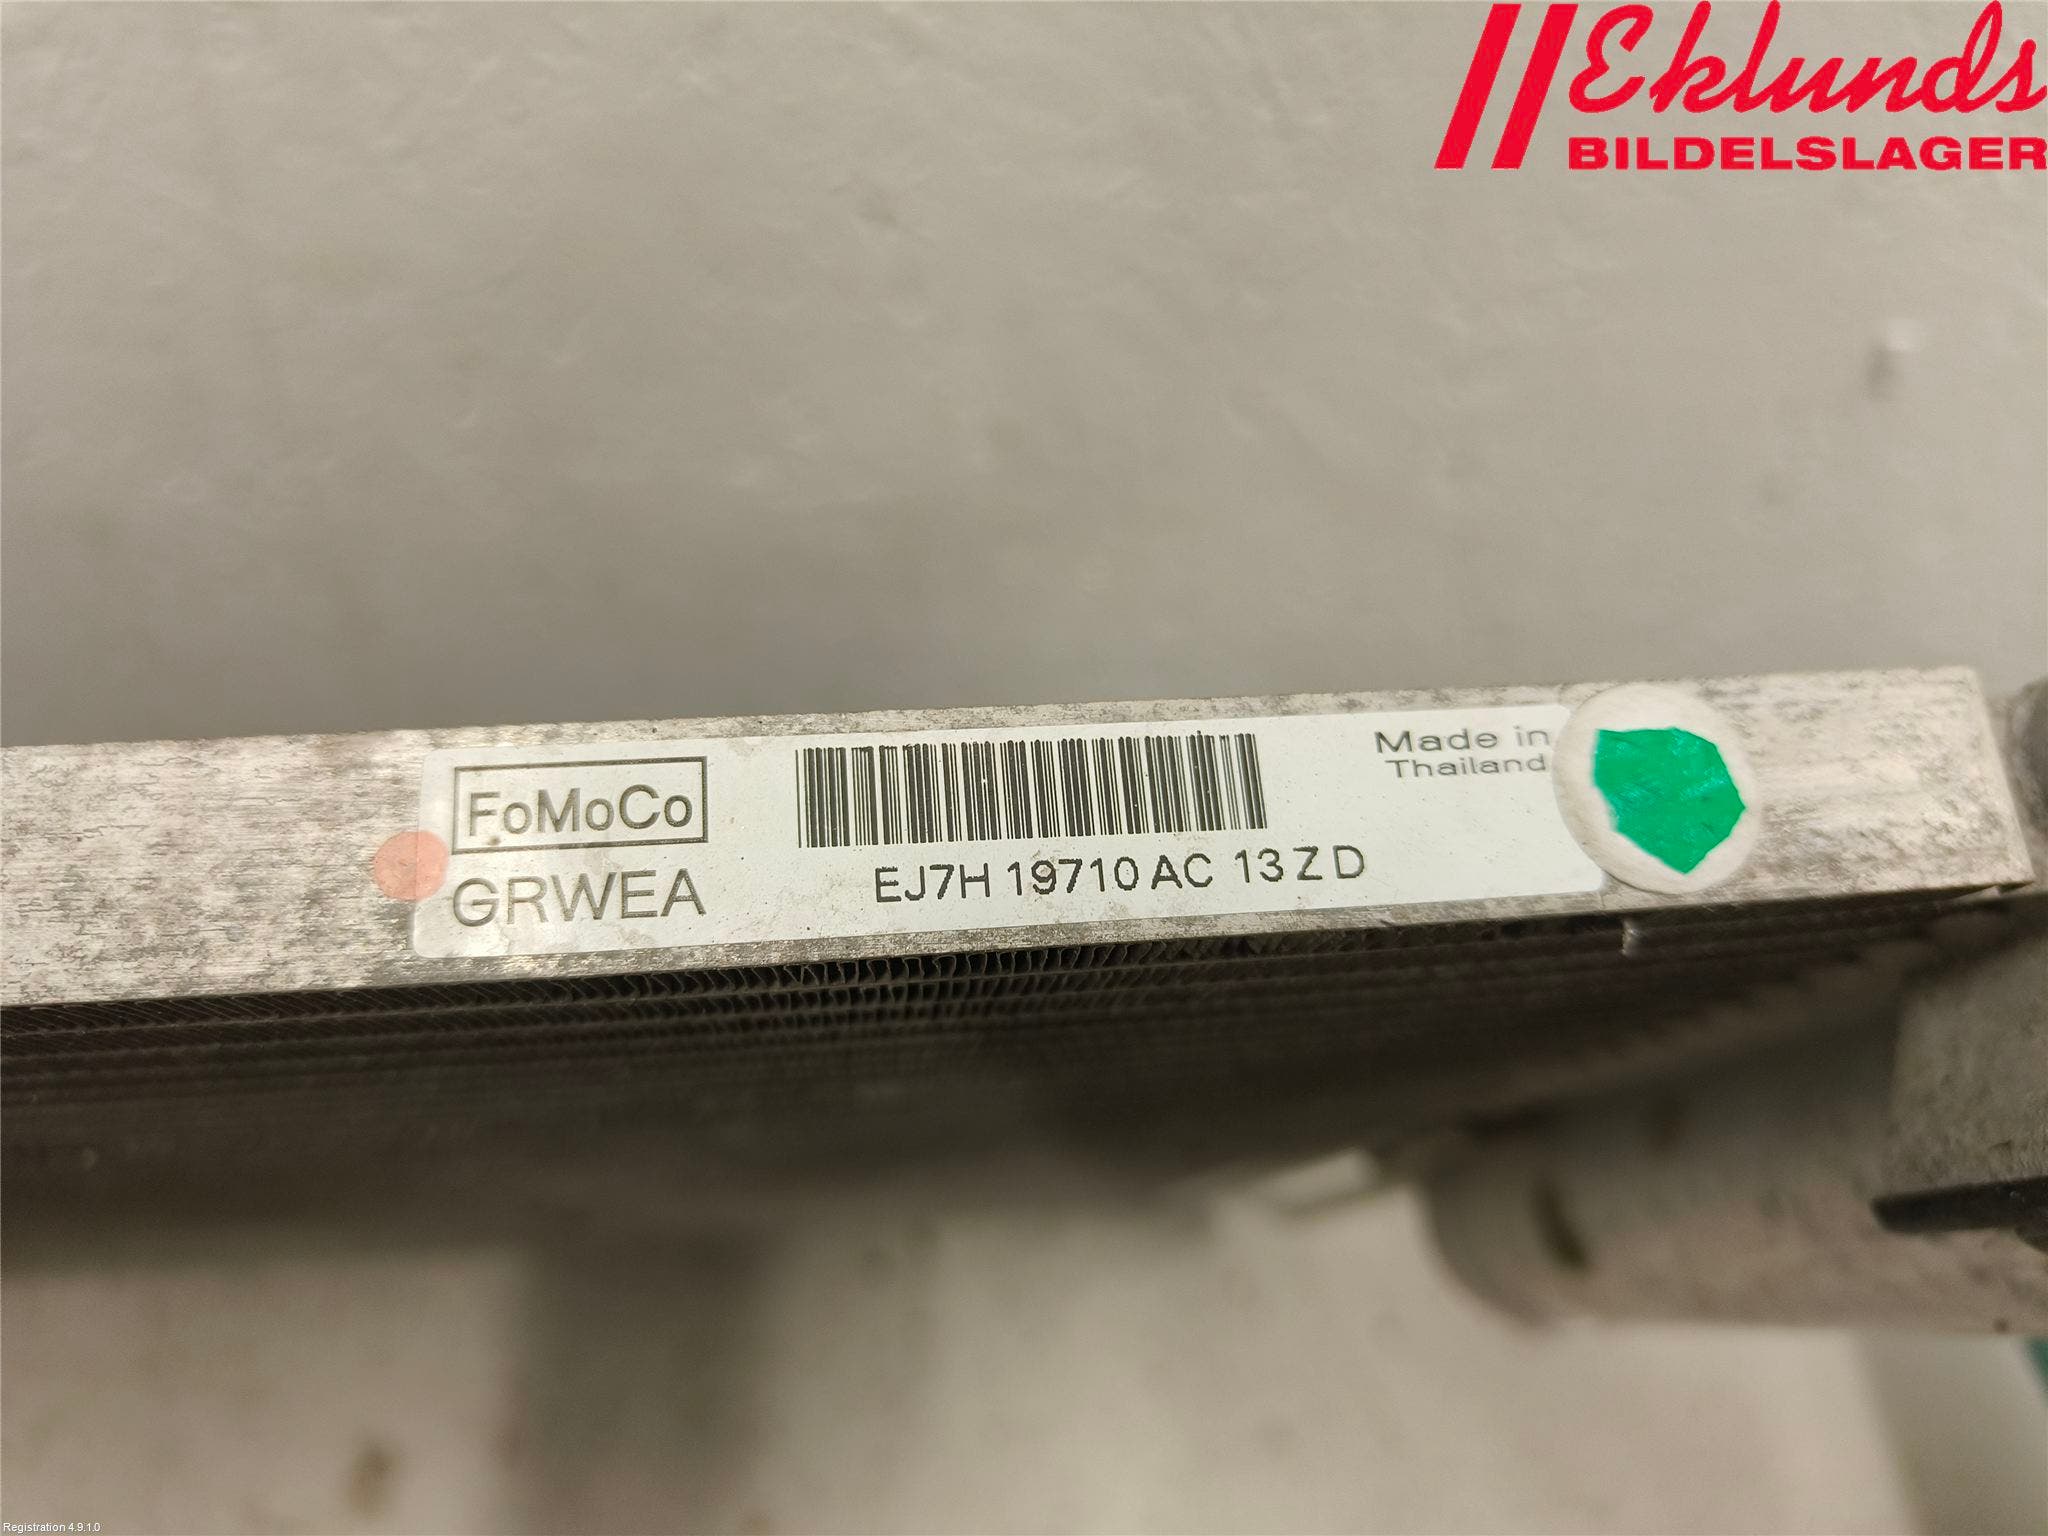 Eklunds
BILDELSLAGER
Made in
Thailand
FoMoCo
GRWEA
EJ7H 19710 AC 13 Z D
Registration 4.9.1.0